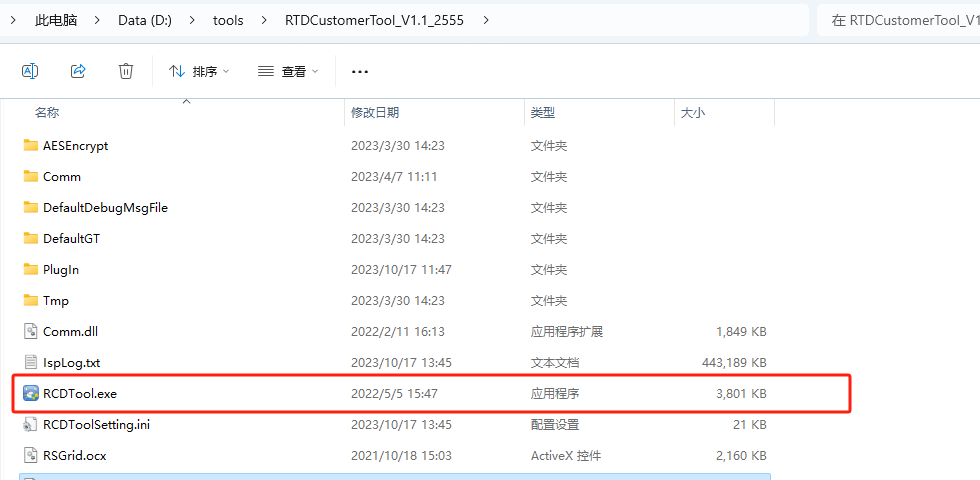 此电脑 Data (D:) tools RTDCustomerTool_V1.1_2555 在 RTDCustomerTool_V1
排序 查看
名称 修改日期 类型 大小
AESEncrypt 2023/3/30 14:23 文件夹
Comm 2023/4/7 11:11 文件夹
DefaultDebugMsgFile 2023/3/30 14:23 文件夹
DefaultGT 2023/3/30 14:23 文件夹
PlugIn 2023/10/17 11:47 文件夹
Tmp 2023/3/30 14:23 文件夹
Comm.dll 2022/2/11 16:13 应用程序扩展 1,849 KB
IspLog.txt 2023/10/17 13:45 文本文档 443,189 KB
RCDTool.exe 2022/5/5 15:47 应用程序 3,801 KB
RCDToolSetting.ini 2023/10/17 13:45 配置设置 21 KB
RSGrid.ocx 2021/10/18 15:03 ActiveX 控件 2,160 KB